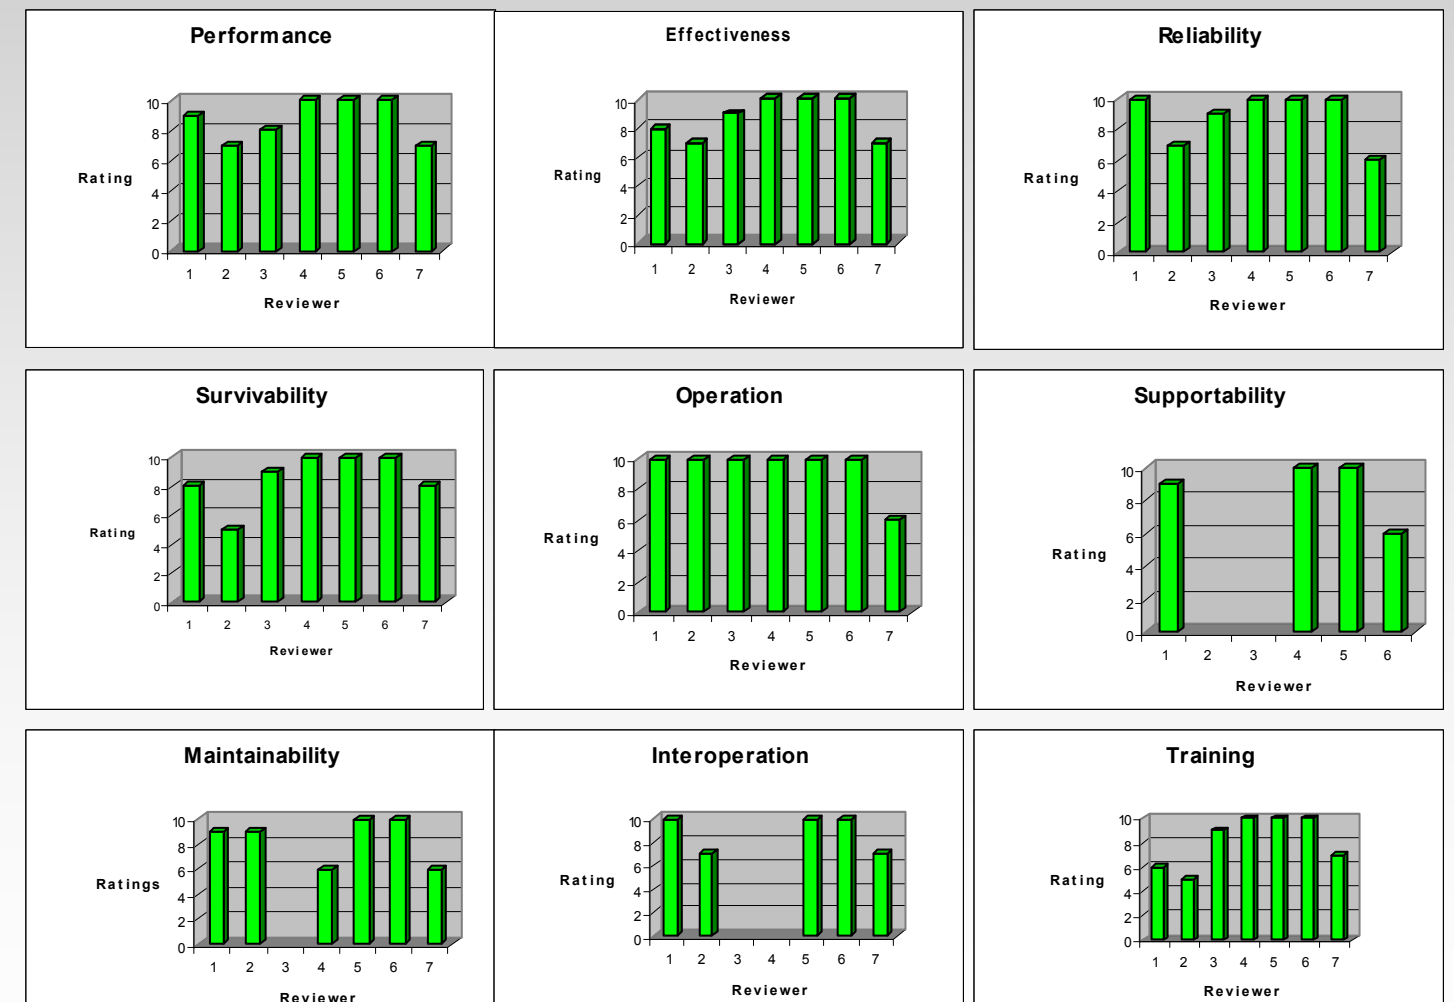 Performance
10
8
6
4
2
0
Rating
1 2 3 4 5 6 7
Reviewer
Effectiveness
10
8
6
4
2
0
Rating
1 2 3 4 5 6 7
Reviewer
Reliability
10
8
6
4
2
0
Rating
1 2 3 4 5 6 7
Reviewer
Survivability
10
8
6
4
2
0
Rating
1 2 3 4 5 6 7
Reviewer
Operation
10
8
6
4
2
0
Rating
1 2 3 4 5 6 7
Reviewer
Supportability
10
8
6
4
2
0
Rating
1 2 3 4 5 6
Reviewer
Maintainability
10
8
6
4
2
0
Ratings
1 2 3 4 5 6 7
Reviewer
Interoperation
10
8
6
4
2
0
Rating
1 2 3 4 5 6 7
Reviewer
Training
10
8
6
4
2
0
Rating
1 2 3 4 5 6 7
Reviewer